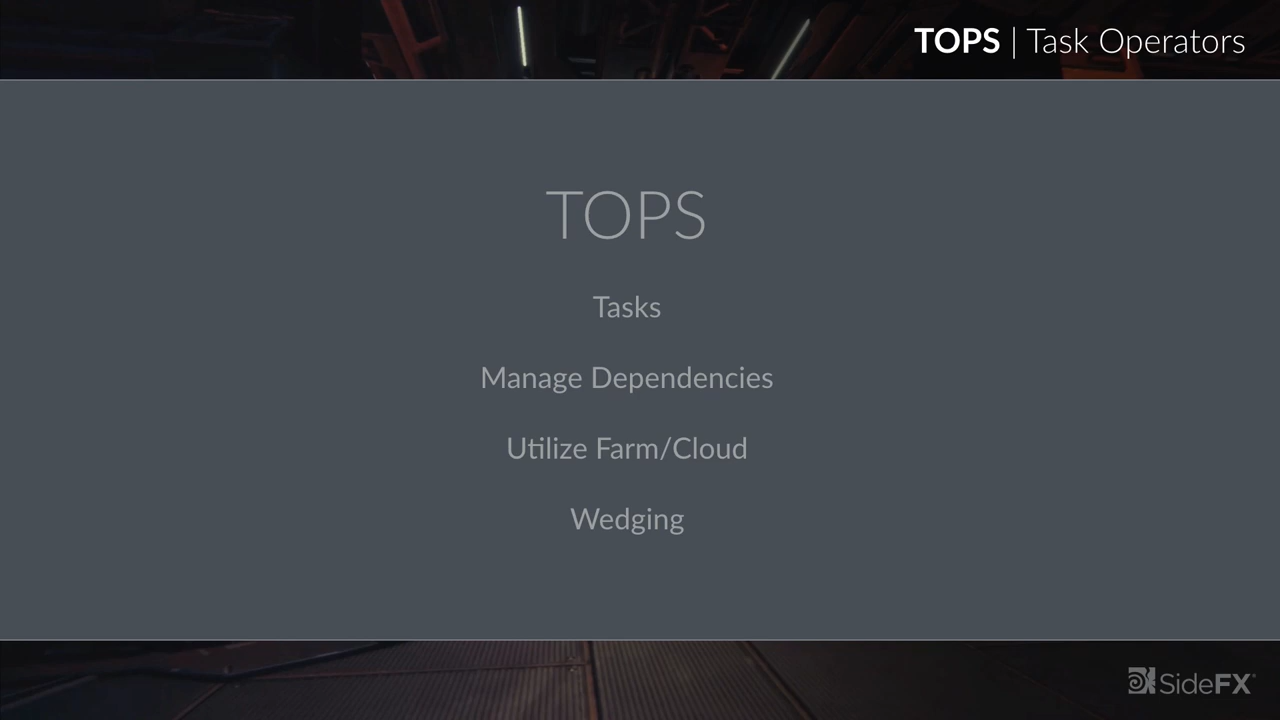 TOPS | Task Operators
TOPS
Tasks
Manage Dependencies
Utilize Farm/Cloud
Wedging
SideFX